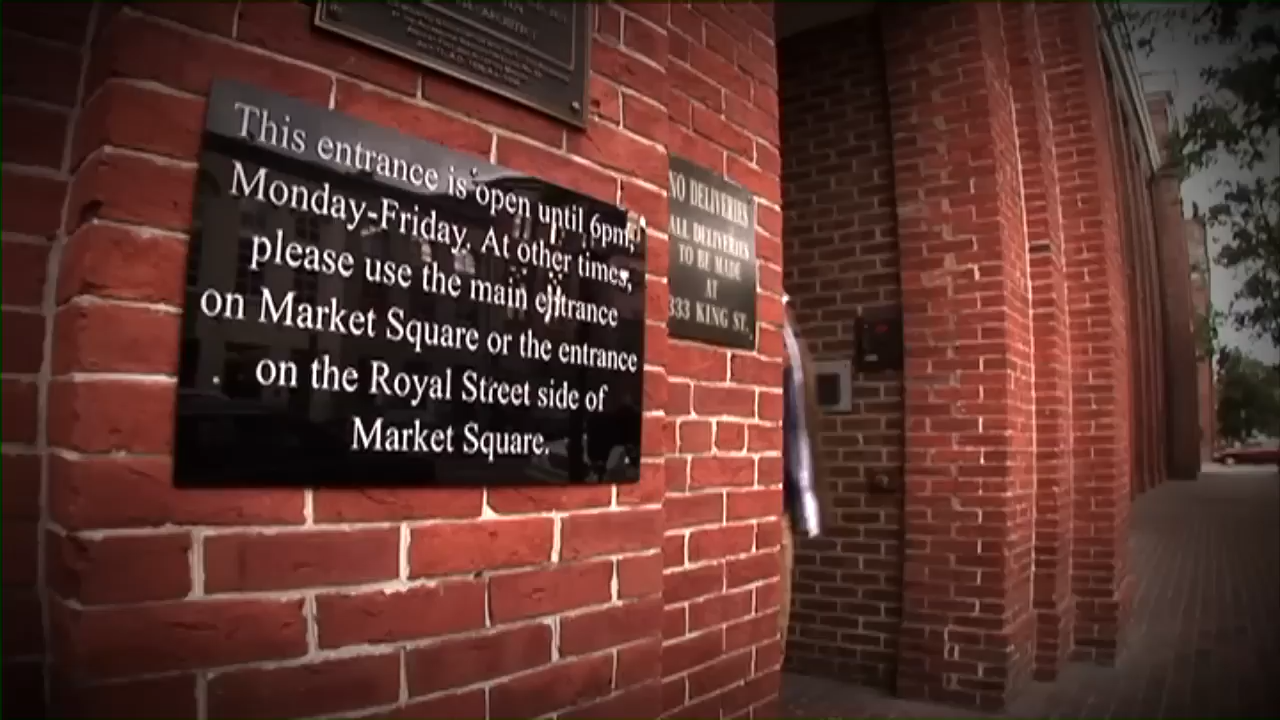 ARCHITECT
This entrance is open until 6pm,
Monday-Friday. At other times,
please use the main entrance
on Market Square or the entrance
on the Royal Street side of
Market Square.
NO DELIVERIES
ALL DELIVERIES
TO BE MADE
AT
333 KING ST.